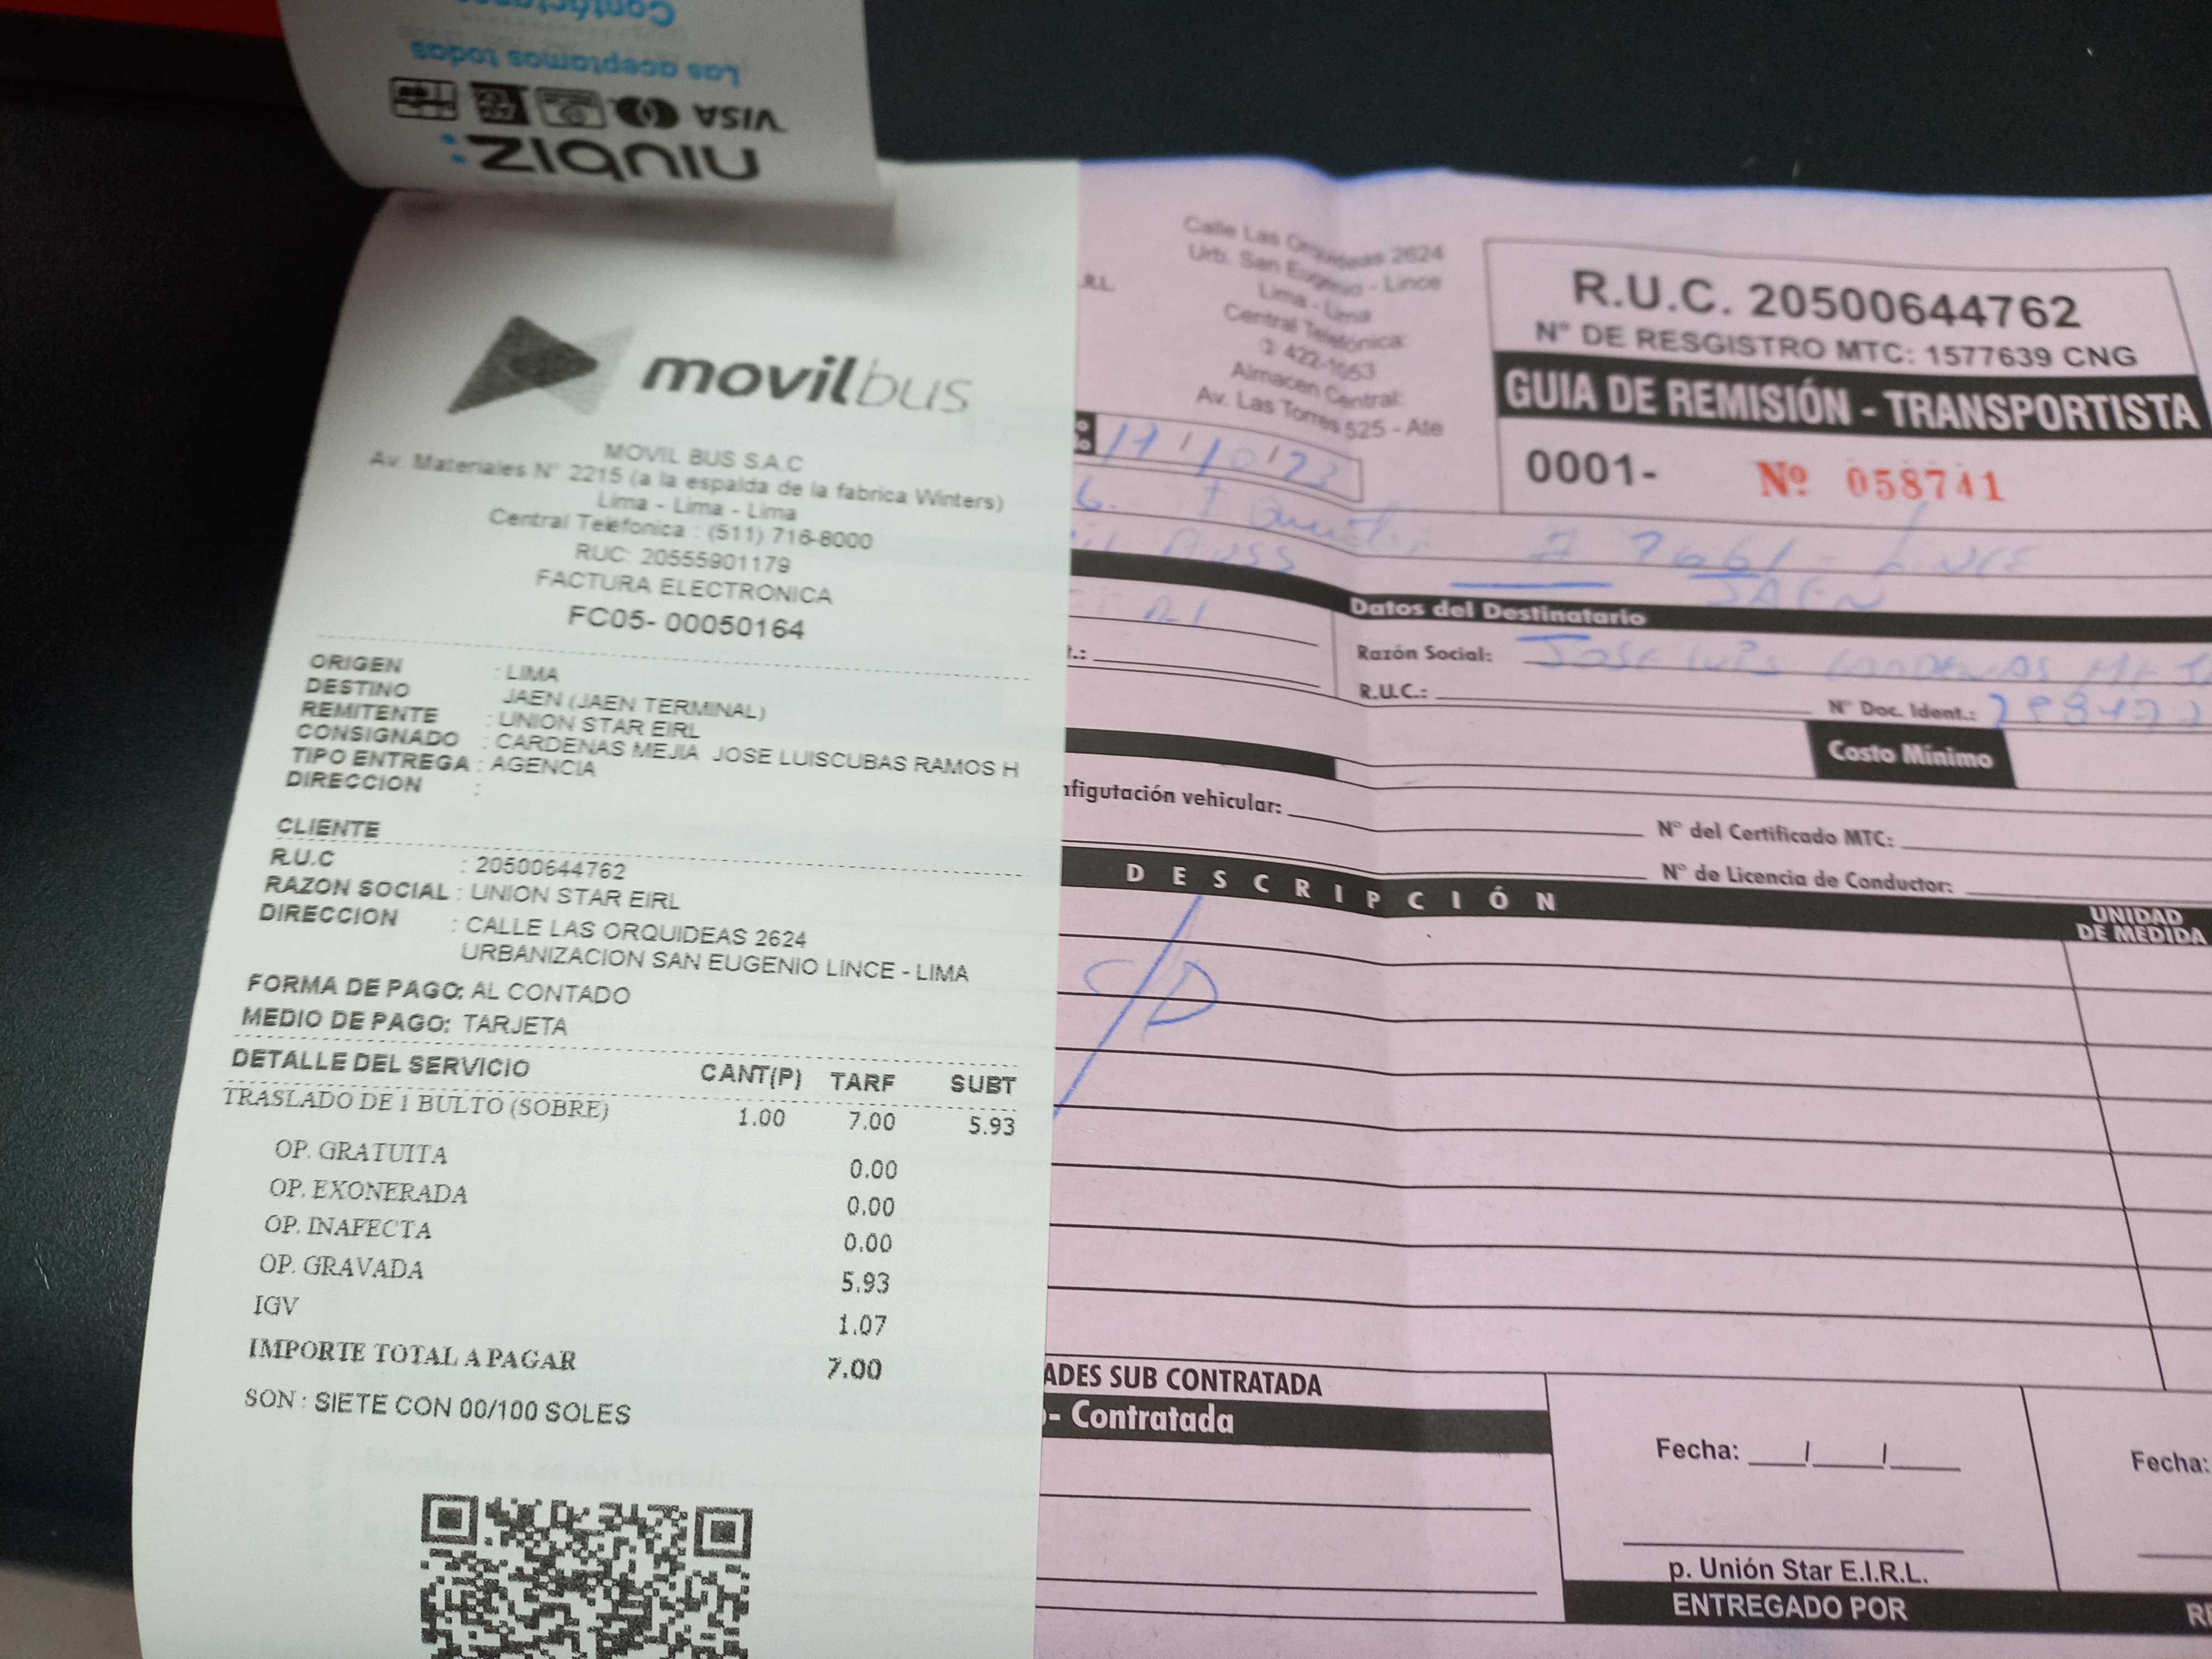 Contáctanos
Las aceptamos todas
VISA
niubiz:
movilbus
MOVIL BUS S.A.C
Av. Materiales N° 2215 (a la espalda de la fabrica Winters)
Lima - Lima - Lima
Central Telefonica : (511) 716-8000
RUC: 20555901179
FACTURA ELECTRONICA
FC05- 00050164
ORIGEN : LIMA
DESTINO : JAEN (JAEN TERMINAL)
REMITENTE : UNION STAR EIRL
CONSIGNADO : CARDENAS MEJIA JOSE LUISCUBAS RAMOS H
TIPO ENTREGA : AGENCIA
DIRECCION :
CLIENTE
R.U.C : 20500644762
RAZON SOCIAL : UNION STAR EIRL
DIRECCION : CALLE LAS ORQUIDEAS 2624
URBANIZACION SAN EUGENIO LINCE - LIMA
FORMA DE PAGO: AL CONTADO
MEDIO DE PAGO: TARJETA
DETALLE DEL SERVICIO CANT(P) TARF SUBT
TRASLADO DE 1 BULTO (SOBRE) 1.00 7.00 5.93
OP. GRATUITA 0.00
OP. EXONERADA 0.00
OP. INAFECTA 0.00
OP. GRAVADA 5.93
IGV 1.07
IMPORTE TOTAL A PAGAR 7.00
SON : SIETE CON 00/100 SOLES
R.L.
Calle Las Orquideas 2624
Urb. San Eugenio - Lince
Lima - Lima
Central Telefónica:
422-1053
Almacen Central:
Av. Las Torres 525 - Ate
R.U.C. 20500644762
N° DE RESGISTRO MTC: 1577639 CNG
GUIA DE REMISIÓN - TRANSPORTISTA
0001- Nº 058741
JAEN
Datos del Destinatario
Razón Social: JOSE LUIS CARDENAS
R.U.C.:
N° Doc. Ident.:
Costo Mínimo
nfigutación vehicular:
N° del Certificado MTC:
N° de Licencia de Conductor:
DESCRIPCIÓN
UNIDAD
DE MEDIDA
ADES SUB CONTRATADA
- Contratada
Fecha: / /
Fecha:
p. Unión Star E.I.R.L.
ENTREGADO POR